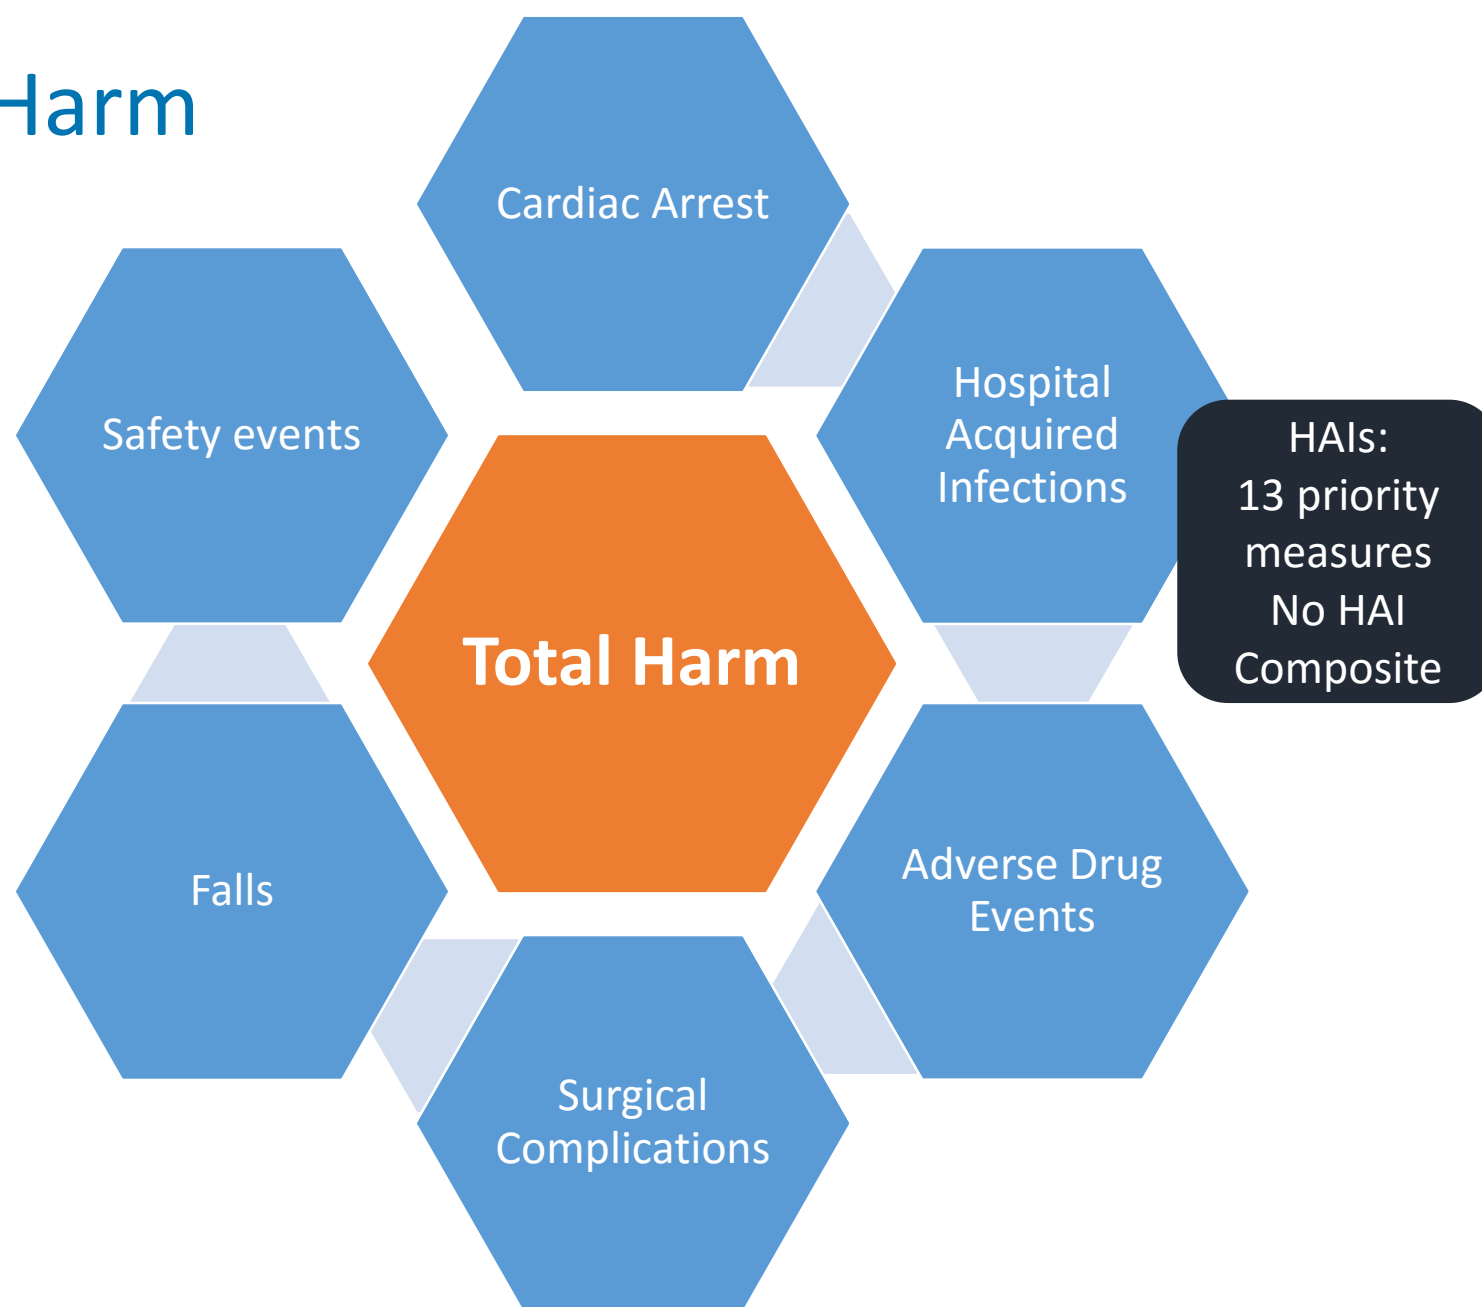 Harm
Cardiac Arrest
Hospital
Acquired
Infections
HAIs:
13 priority
measures
No HAI
Composite
Safety events
Total Harm
Adverse Drug
Events
Falls
Surgical
Complications